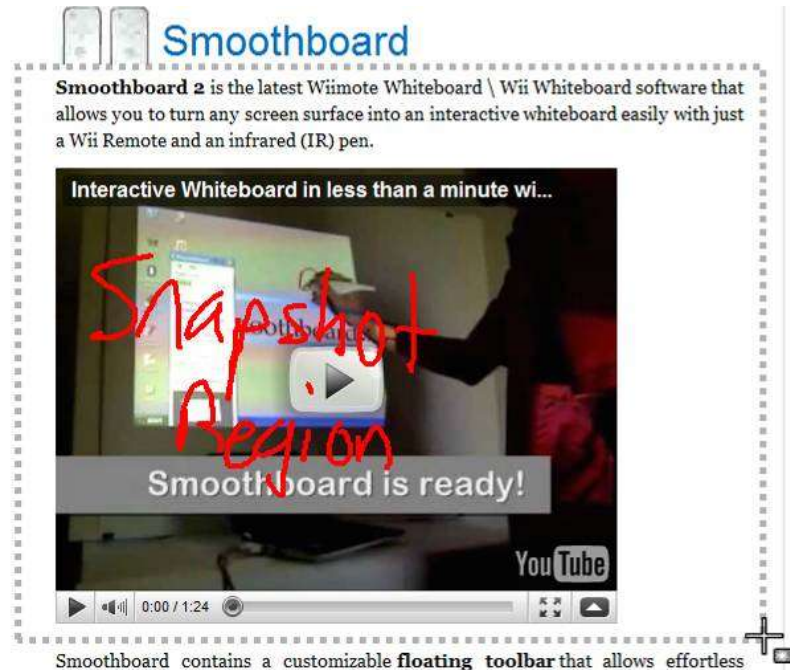 Smoothboard
Smoothboard 2 is the latest Wiimote Whiteboard \ Wii Whiteboard software that
allows you to turn any screen surface into an interactive whiteboard easily with just
a Wii Remote and an infrared (IR) pen.
Interactive Whiteboard in less than a minute wi...
Snapshot
Region
Smoothboard is ready!
YouTube
0:00 / 1:24
Smoothboard contains a customizable floating toolbar that allows effortless